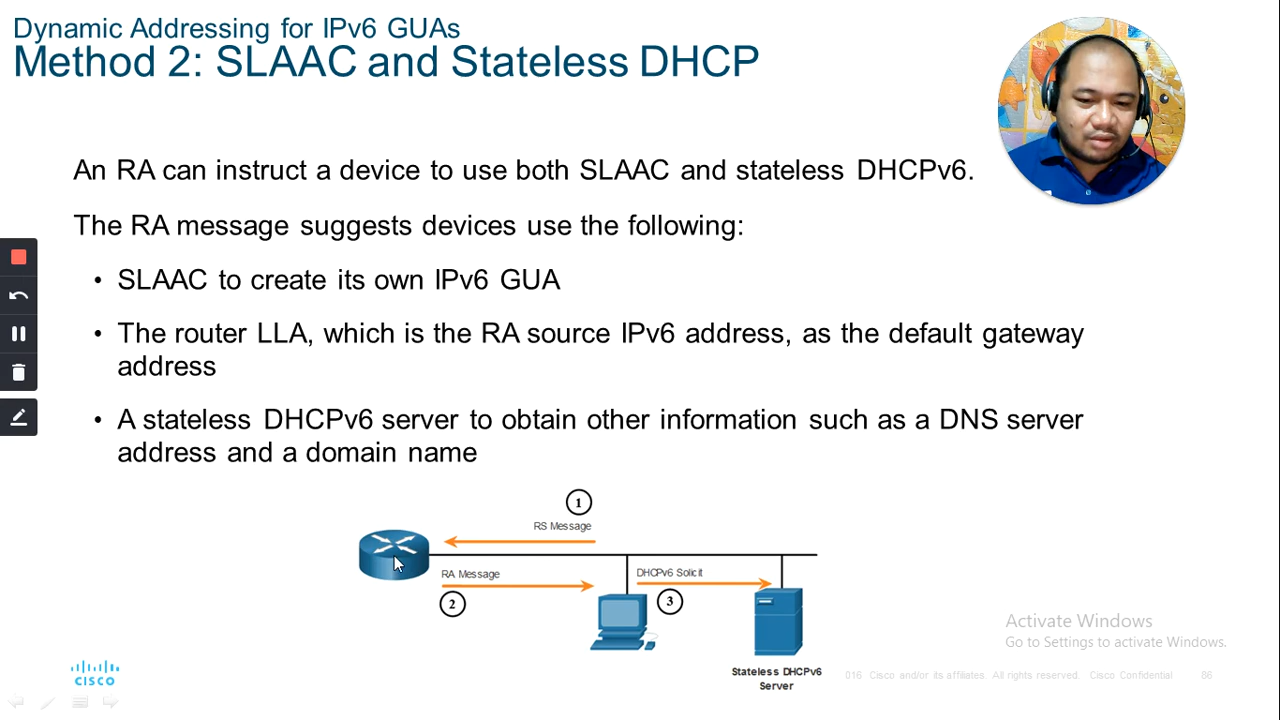 Dynamic Addressing for IPv6 GUAs
Method 2: SLAAC and Stateless DHCP
An RA can instruct a device to use both SLAAC and stateless DHCPv6.
The RA message suggests devices use the following:
• SLAAC to create its own IPv6 GUA
• The router LLA, which is the RA source IPv6 address, as the default gateway
address
• A stateless DHCPv6 server to obtain other information such as a DNS server
address and a domain name
1
RS Message
RA Message
DHCPv6 Solicit
2
3
Stateless DHCPv6
Server
Activate Windows
Go to Settings to activate Windows.
CISCO
016 Cisco and/or its affiliates. All rights reserved. Cisco Confidential
86